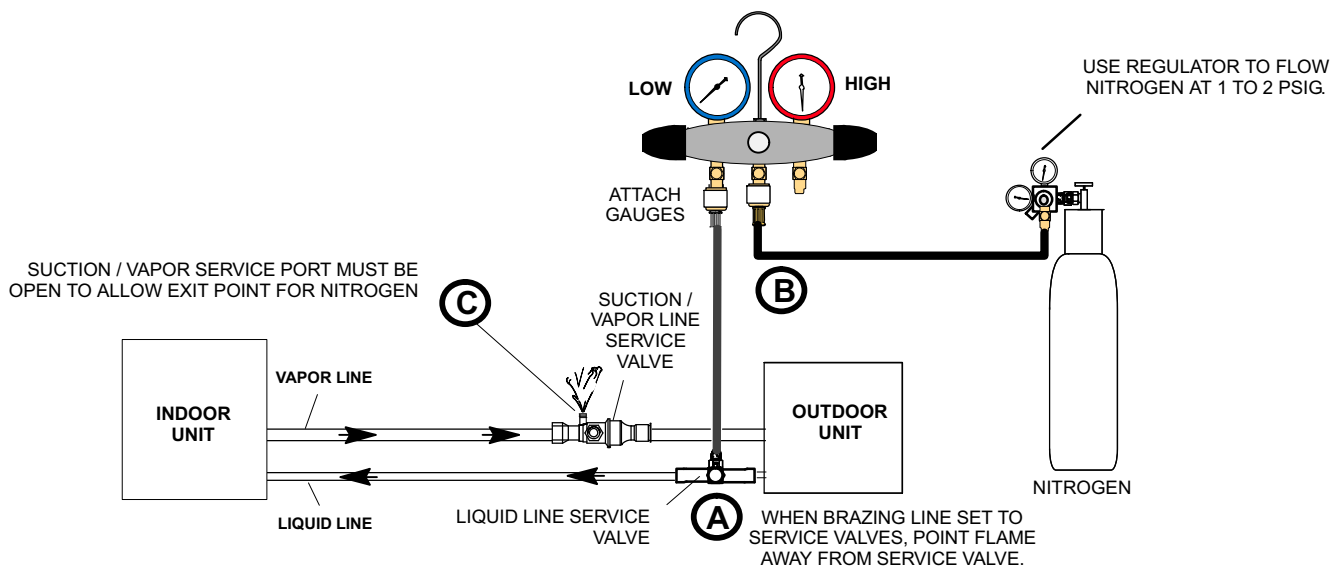 LOW
HIGH
USE REGULATOR TO FLOW
NITROGEN AT 1 TO 2 PSIG.
ATTACH
GAUGES
SUCTION / VAPOR SERVICE PORT MUST BE
OPEN TO ALLOW EXIT POINT FOR NITROGEN
C
B
SUCTION /
VAPOR LINE
SERVICE
VALVE
VAPOR LINE
INDOOR
UNIT
OUTDOOR
UNIT
NITROGEN
LIQUID LINE
LIQUID LINE SERVICE
VALVE
A
WHEN BRAZING LINE SET TO
SERVICE VALVES, POINT FLAME
AWAY FROM SERVICE VALVE.